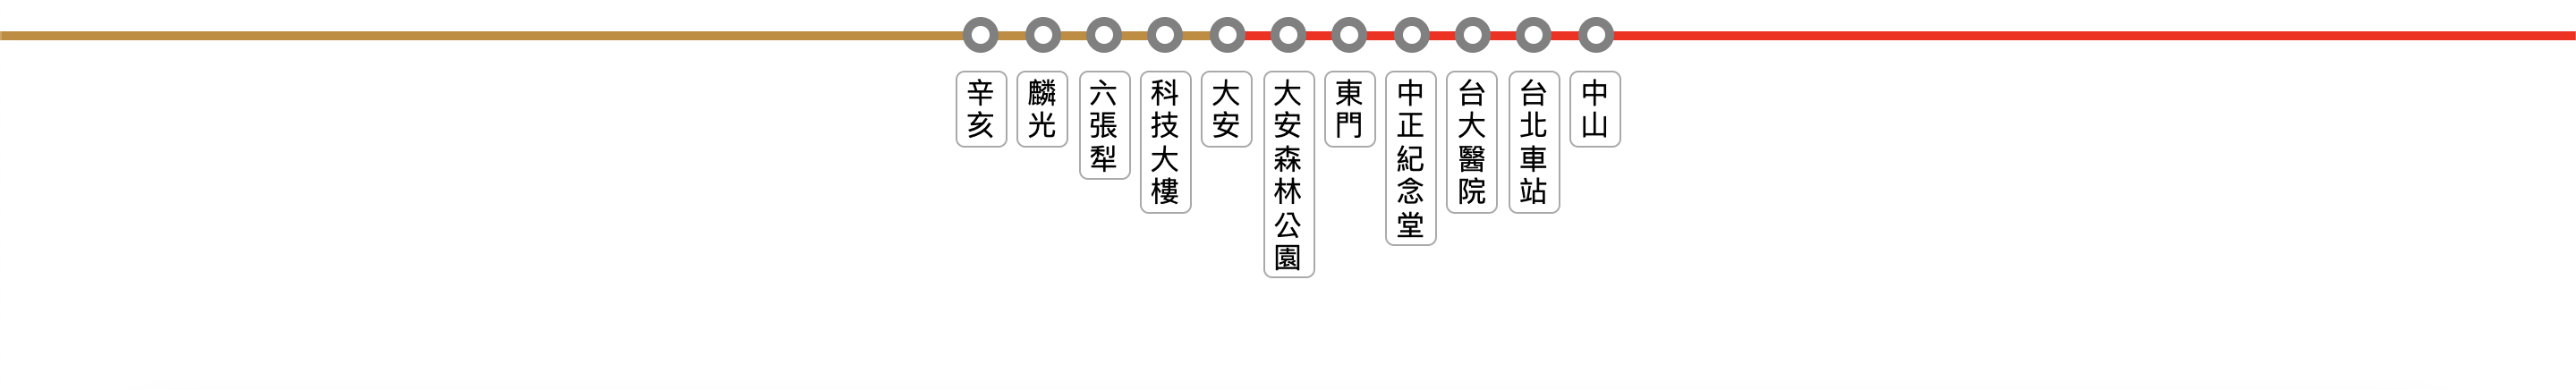 辛亥
麟光
六張犁
科技大樓
大安
大安森林公園
東門
中正紀念堂
台大醫院
台北車站
中山